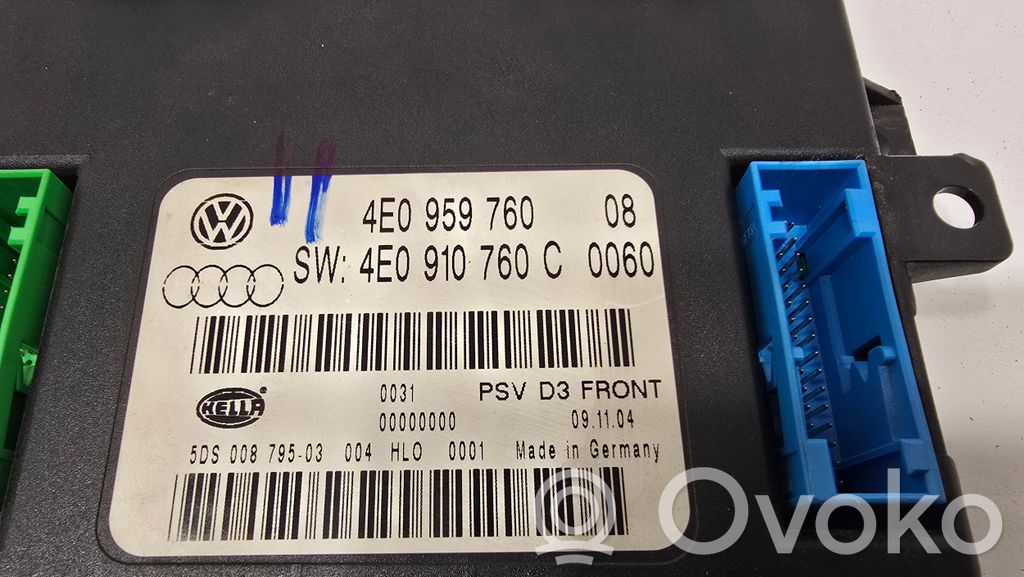 4E0 959 760 08
SW: 4E0 910 760 C 0060
HELLA
0031 PSV D3 FRONT
00000000 09.11.04
5DS 008 795-03 004 HLO 0001 Made in Germany
Ovoko